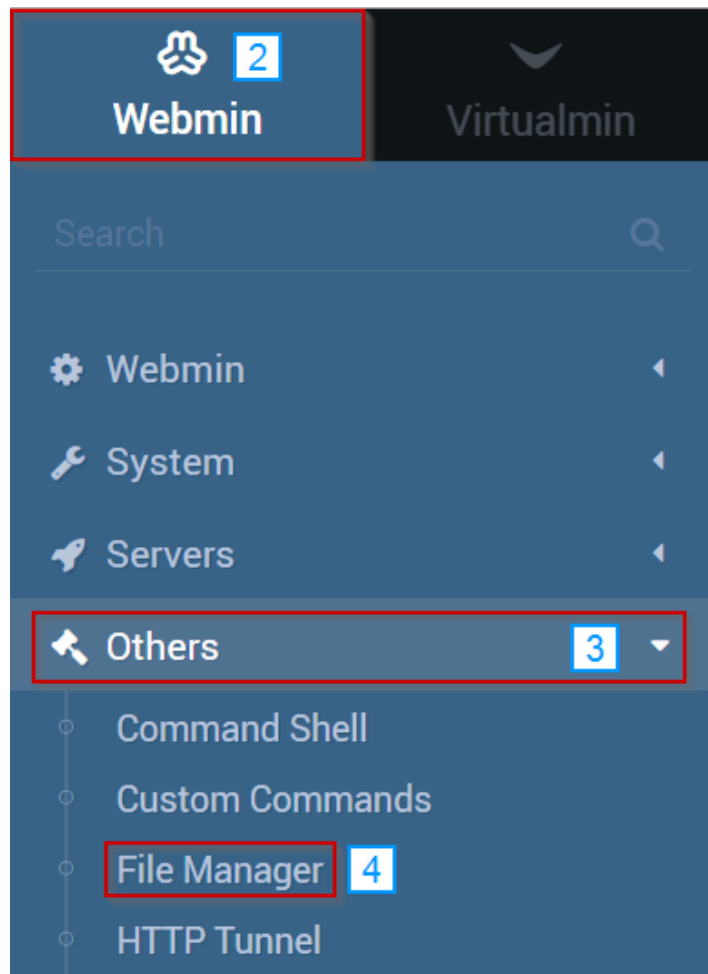 2
Webmin Virtualmin
Search
Webmin
System
Servers
Others 3
Command Shell
Custom Commands
File Manager 4
HTTP Tunnel